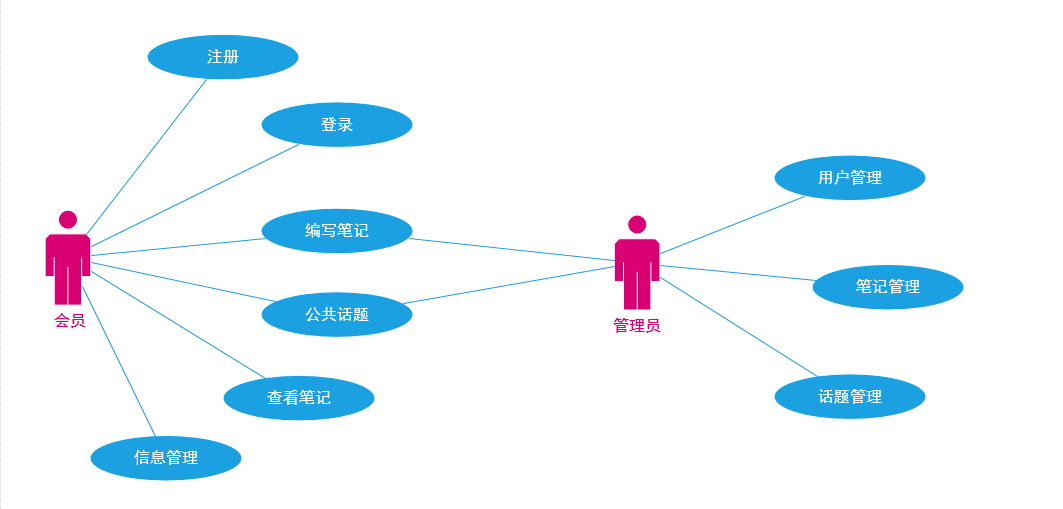 注册
登录
用户管理
编写笔记
笔记管理
公共话题
会员
管理员
查看笔记
话题管理
信息管理